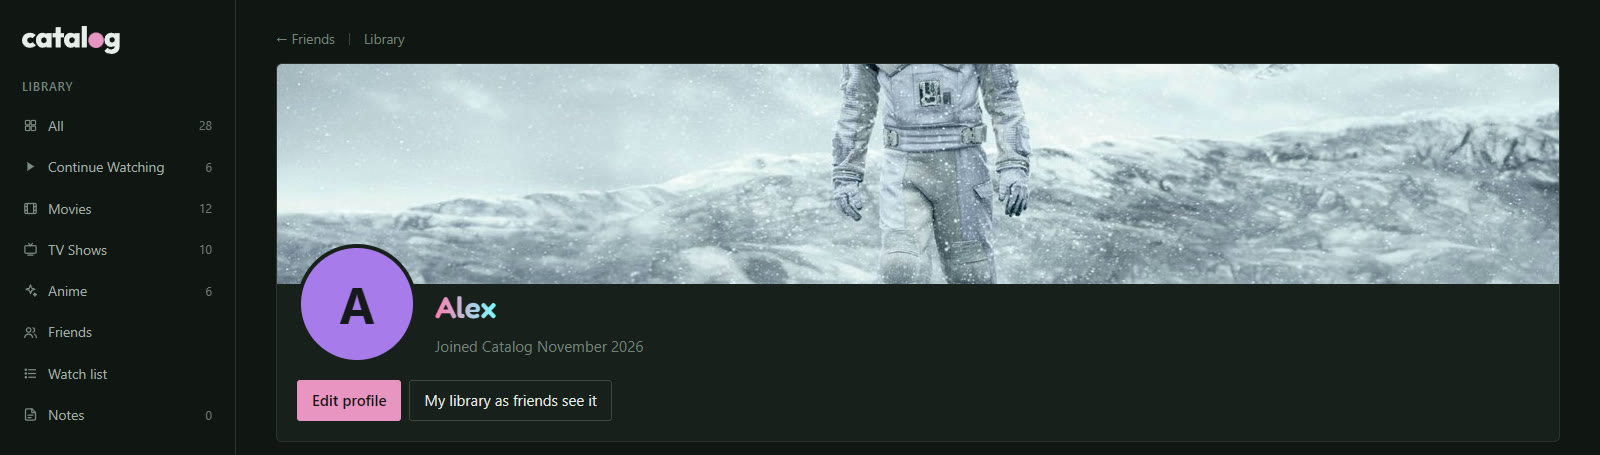 catalog
LIBRARY
All 28
Continue Watching 6
Movies 12
TV Shows 10
Anime 6
Friends
Watch list
Notes 0
← Friends | Library
A
Alex
Joined Catalog November 2026
Edit profile
My library as friends see it